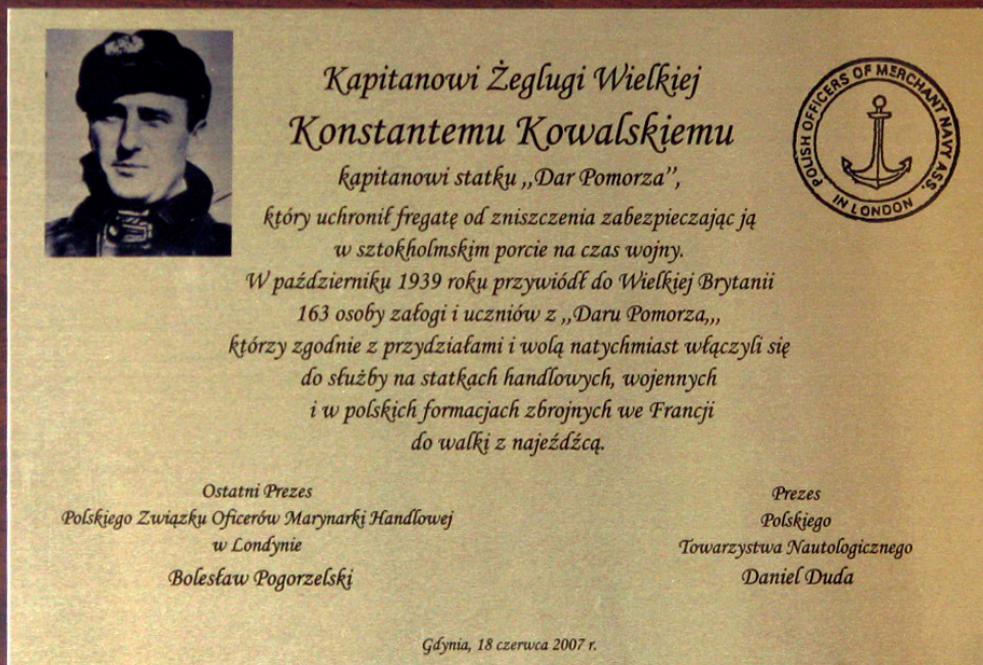 Kapitanowi Żeglugi Wielkiej
Konstantemu Kowalskiemu
kapitanowi statku ,,Dar Pomorza”,
który uchronił fregatę od zniszczenia zabezpieczając ją
w sztokholmskim porcie na czas wojny.
W październiku 1939 roku przywiódł do Wielkiej Brytanii
163 osoby załogi i uczniów z ,,Daru Pomorza,,,
którzy zgodnie z przydziałami i wolą natychmiast włączyli się
do służby na statkach handlowych, wojennych
i w polskich formacjach zbrojnych we Francji
do walki z najeźdźcą.
POLISH OFFICERS OF MERCHANT NAVY ASS.
IN LONDON
Ostatni Prezes
Polskiego Związku Oficerów Marynarki Handlowej
w Londynie
Bolesław Pogorzelski
Prezes
Polskiego
Towarzystwa Nautologicznego
Daniel Duda
Gdynia, 18 czerwca 2007 r.